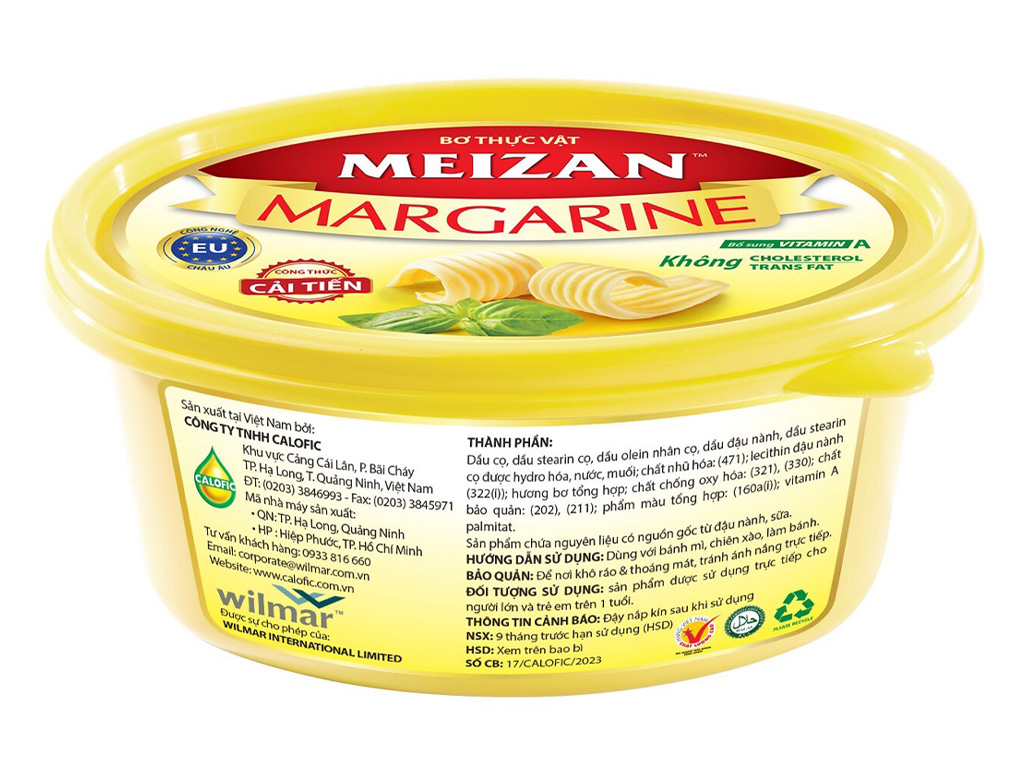 BƠ THỰC VẬT
MEIZAN™
MARGARINE
CÔNG NGHỆ
EU
CHÂU ÂU
CÔNG THỨC
CẢI TIẾN
Bổ sung VITAMIN A
Không CHOLESTEROL
TRANS FAT
Sản xuất tại Việt Nam bởi:
CÔNG TY TNHH CALOFIC
CALOFIC
Khu vực Cảng Cái Lân, P. Bãi Cháy
TP. Hạ Long, T. Quảng Ninh, Việt Nam
ĐT: (0203) 3846993 - Fax: (0203) 3845971
Mã nhà máy sản xuất:
• QN: TP. Hạ Long, Quảng Ninh
• HP : Hiệp Phước, TP. Hồ Chí Minh
Tư vấn khách hàng: 0933 816 660
Email: corporate@wilmar.com.vn
Website: www.calofic.com.vn
wilmar™
Được sự cho phép của:
WILMAR INTERNATIONAL LIMITED
THÀNH PHẦN:
Dầu cọ, dầu stearin cọ, dầu olein nhân cọ, dầu đậu nành, dầu stearin
cọ được hydro hóa, nước, muối; chất nhũ hóa: (471); lecithin đậu nành
(322(i)); hương bơ tổng hợp; chất chống oxy hóa: (321), (330); chất
bảo quản: (202), (211); phẩm màu tổng hợp: (160a(i)); vitamin A
palmitat.
Sản phẩm chứa nguyên liệu có nguồn gốc từ đậu nành, sữa.
HƯỚNG DẪN SỬ DỤNG: Dùng với bánh mì, chiên xào, làm bánh.
BẢO QUẢN: Để nơi khô ráo & thoáng mát, tránh ánh nắng trực tiếp.
ĐỐI TƯỢNG SỬ DỤNG: sản phẩm được sử dụng trực tiếp cho
người lớn và trẻ em trên 1 tuổi.
THÔNG TIN CẢNH BÁO: Đậy nắp kín sau khi sử dụng
NSX: 9 tháng trước hạn sử dụng (HSD)
HSD: Xem trên bao bì
SỐ CB: 17/CALOFIC/2023
حلال
PLEASE RECYCLE